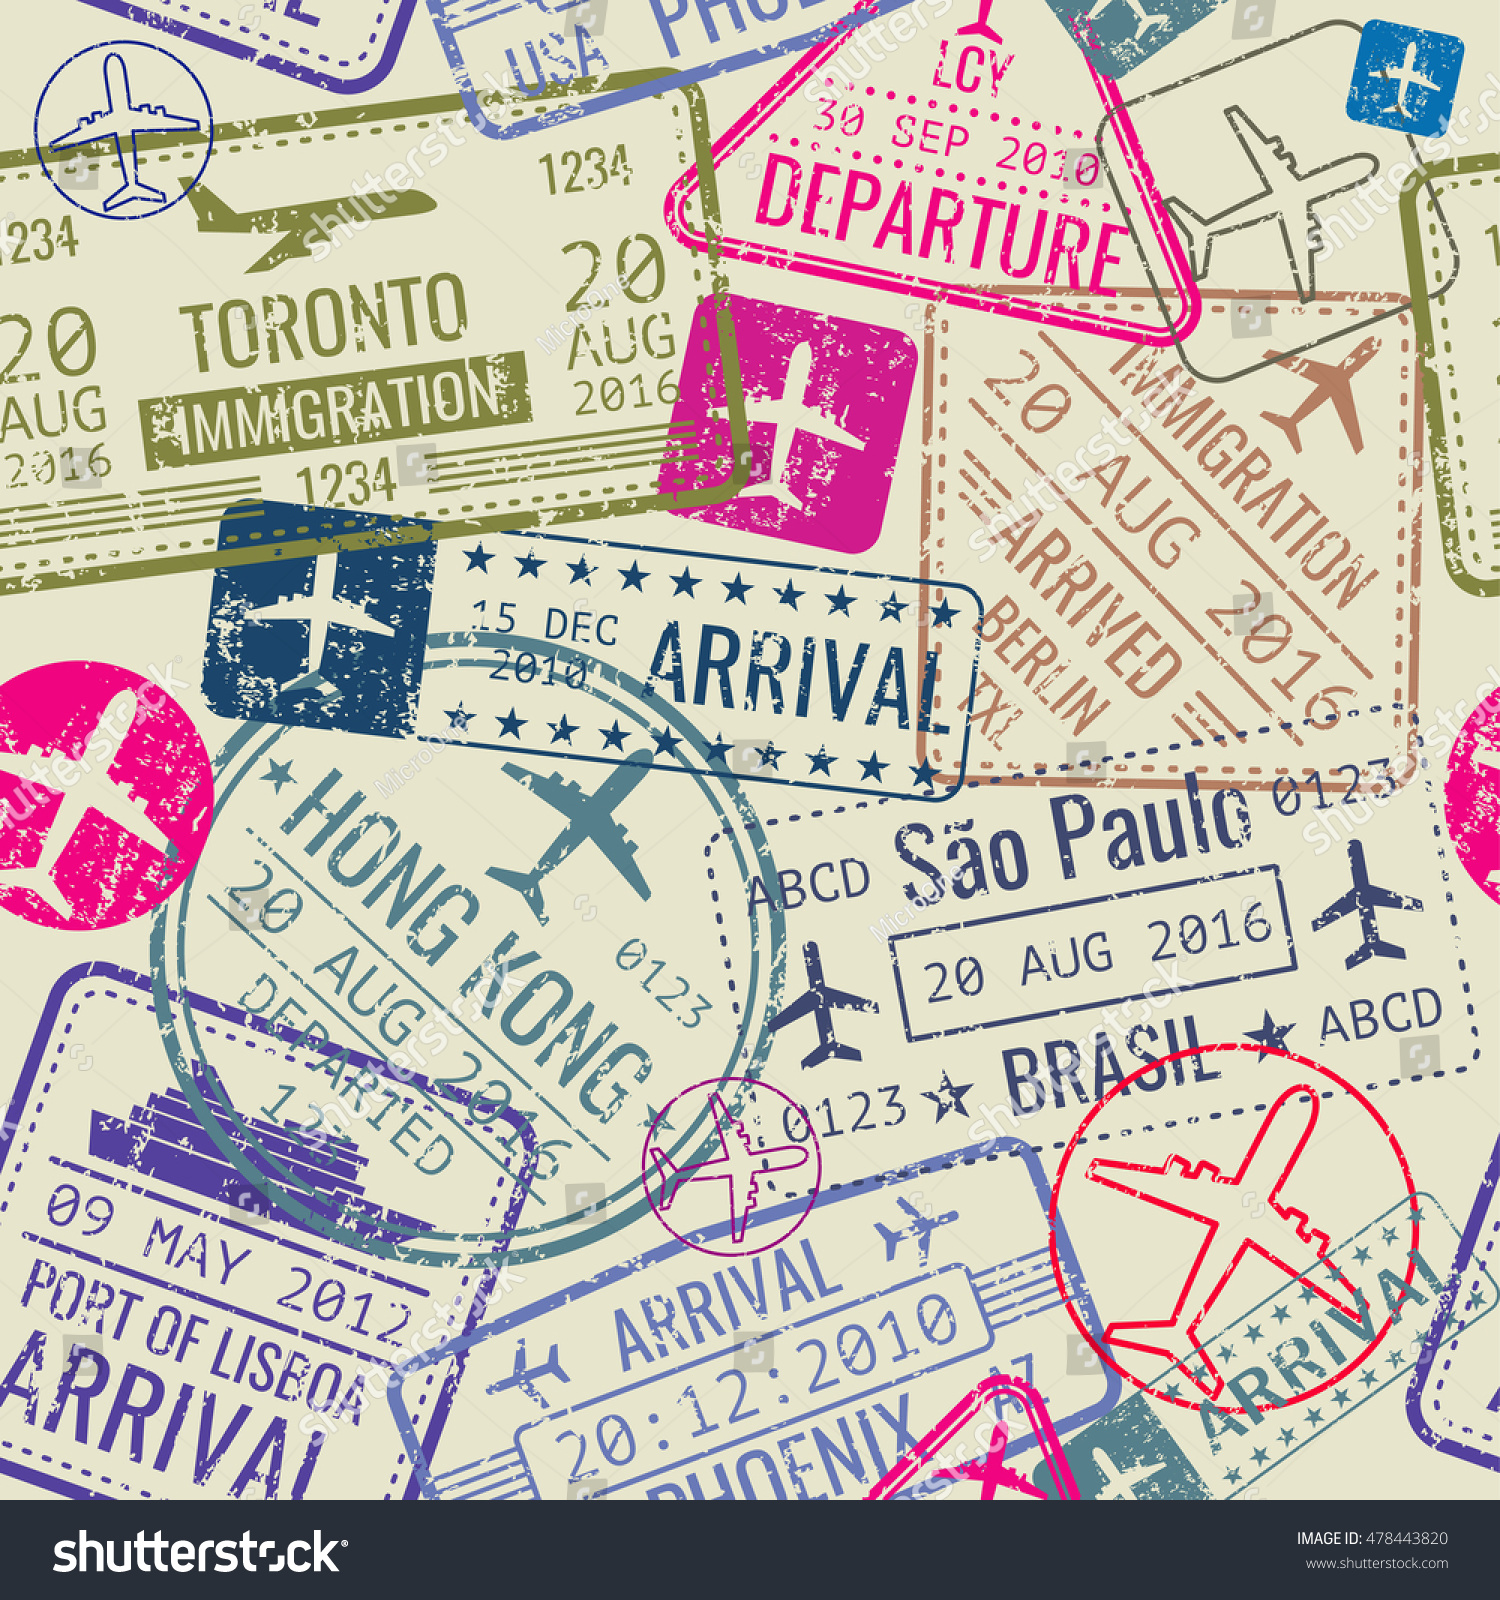 USA
LCY
30 SEP 2010
DEPARTURE
1234
1234
TORONTO
IMMIGRATION
1234
20
AUG
2016
20
AUG
2016
15 DEC
2010
ARRIVAL
IMMIGRATION
20 AUG 2016
ARRIVED
BERLIN
TXL
HONG KONG
0123
20 AUG 2016
DEPARTED
123
São Paulo
0123
ABCD
20 AUG 2016
BRASIL
ABCD
0123
09 MAY 2012
PORT OF LISBOA
ARRIVAL
ARRIVAL
20:12:2010
PHOENIX
AZ
ARRIVAL
shutterstock
MicroOne
shutterstock
IMAGE ID: 478443820
www.shutterstock.com